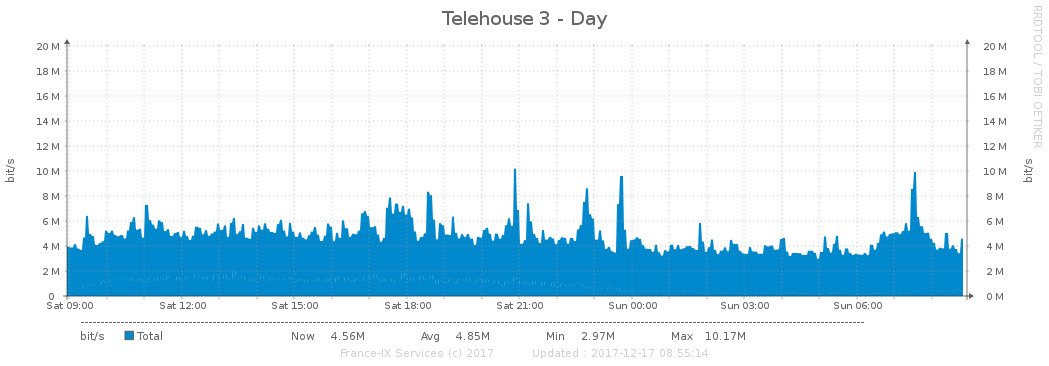 Telehouse 3 - Day
RRDTOOL / TOBI OETIKER
bit/s
bit/s
20 M 20 M
18 M 18 M
16 M 16 M
14 M 14 M
12 M 12 M
10 M 10 M
8 M 8 M
6 M 6 M
4 M 4 M
2 M 2 M
0 0 M
Sat 09:00 Sat 12:00 Sat 15:00 Sat 18:00 Sat 21:00 Sun 00:00 Sun 03:00 Sun 06:00
bit/s Total Now 4.56M Avg 4.85M Min 2.97M Max 10.17M
France-IX Services (c) 2017 Updated : 2017-12-17 08:55:14